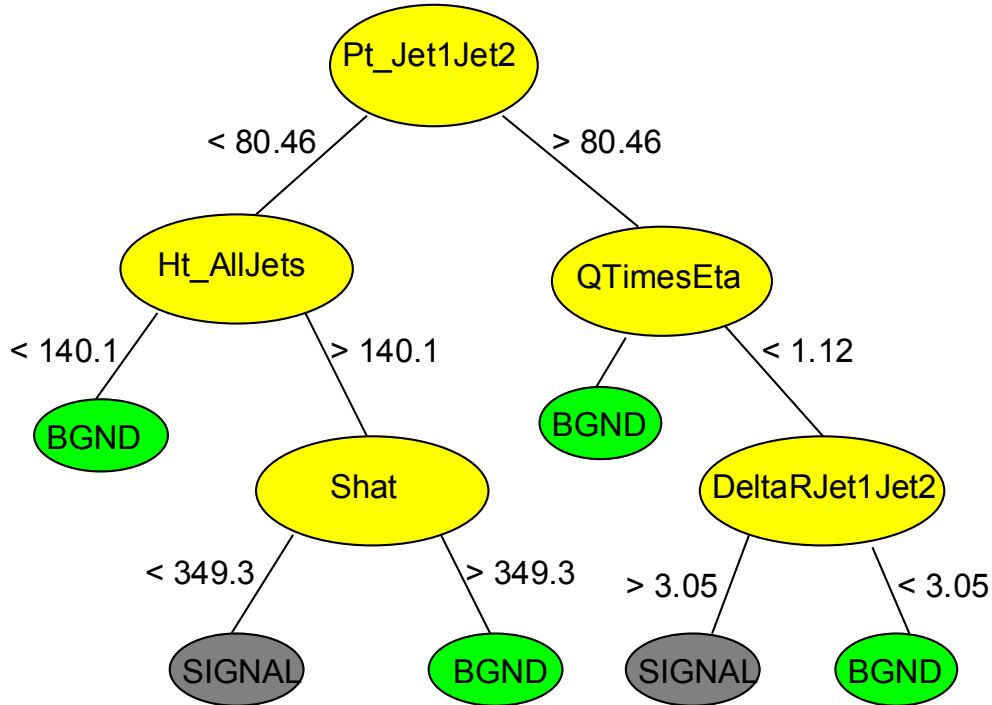 Pt_Jet1Jet2
< 80.46
> 80.46
Ht_AllJets
QTimesEta
< 140.1
> 140.1
< 1.12
BGND
BGND
Shat
DeltaRJet1Jet2
< 349.3
> 349.3
> 3.05
< 3.05
SIGNAL
BGND
SIGNAL
BGND